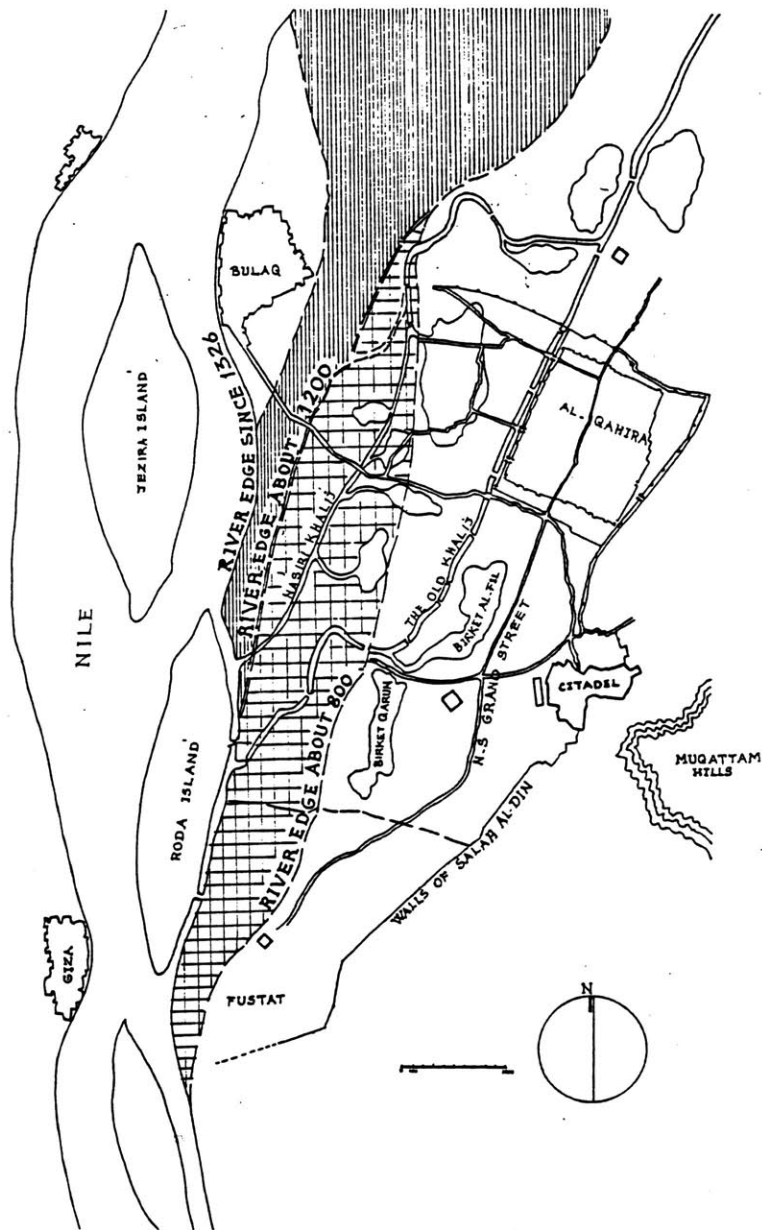 BULAQ
JEZIRA ISLAND
RIVER EDGE SINCE 1326
RIVER EDGE ABOUT 1200
NASIRI KHALIJ
AL-QAHIRA
NILE
THE OLD KHALIJ
BIRKET AL-FIL
N.S GRAND STREET
CITADEL
MUQATTAM
HILLS
RODA ISLAND
RIVER EDGE ABOUT 800
BIRKET QARUN
WALLS OF SALAH AL-DIN
GIZA
FUSTAT
N